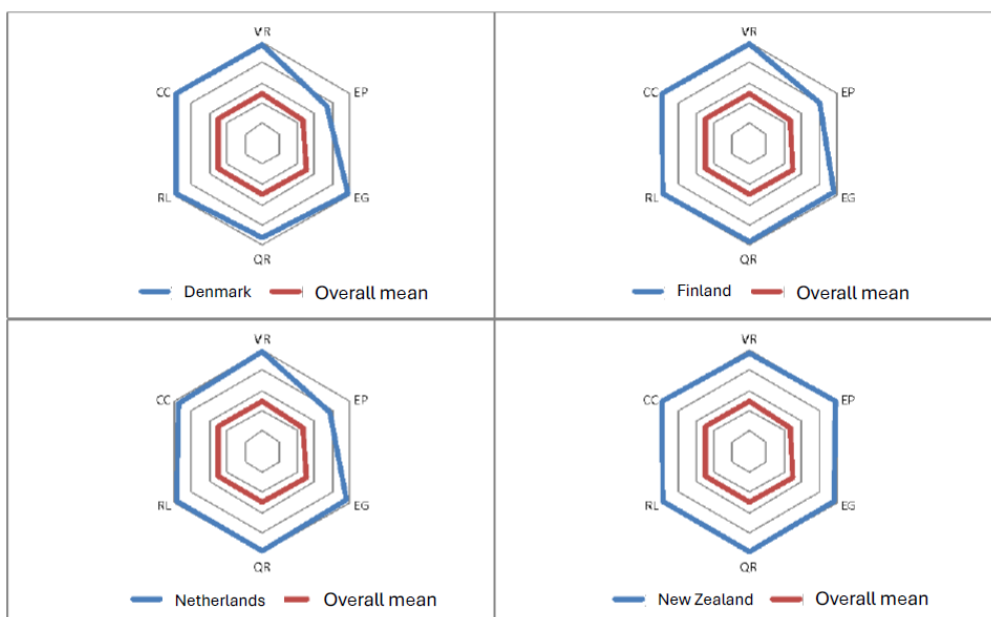 VR
CC
EP
RL
EG
QR
Denmark Overall mean
VR
CC
EP
RL
EG
QR
Finland Overall mean
VR
CC
EP
RL
EG
QR
Netherlands Overall mean
VR
CC
EP
RL
EG
QR
New Zealand Overall mean